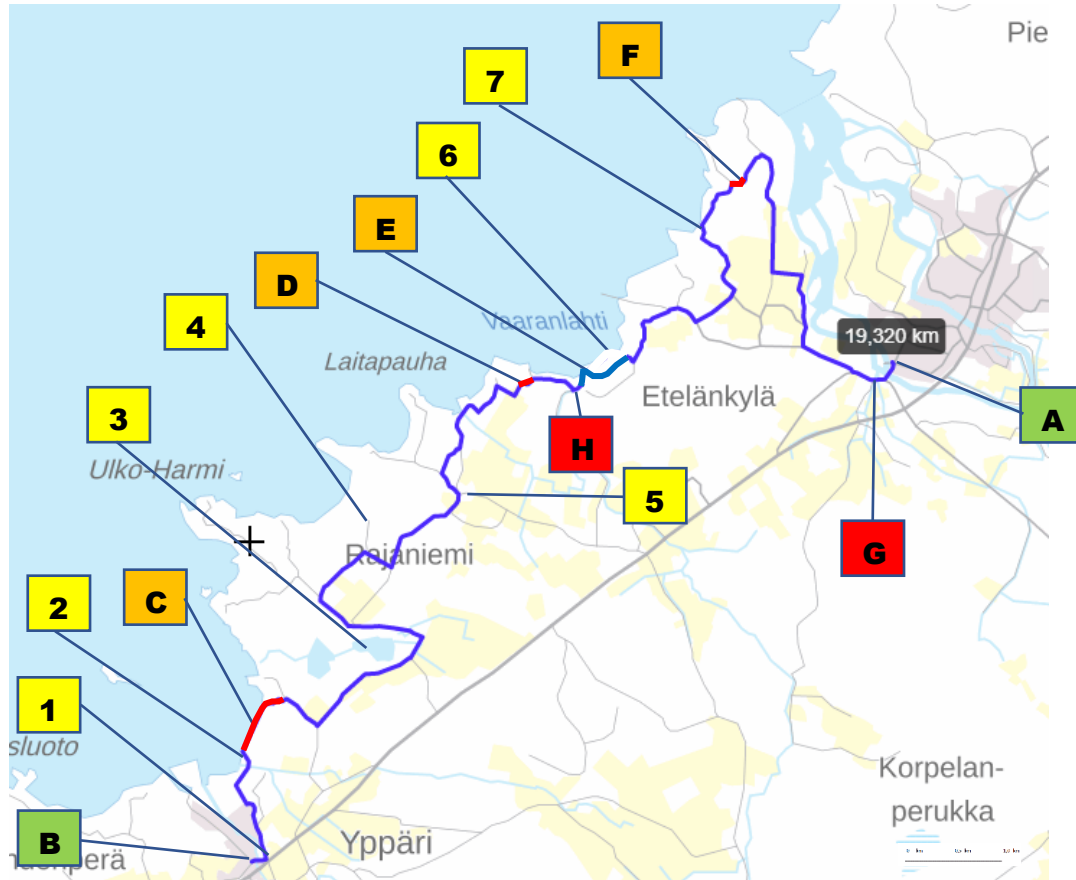 Pie
F
7
6
E
D
4
Vaaranlahti
19,320 km
Laitapauha
Etelänkylä
A
3
H
Ulko-Harmi
5
G
Rajaniemi
2
C
1
sluoto
Korpelan-
perukka
B
Yppäri
perä